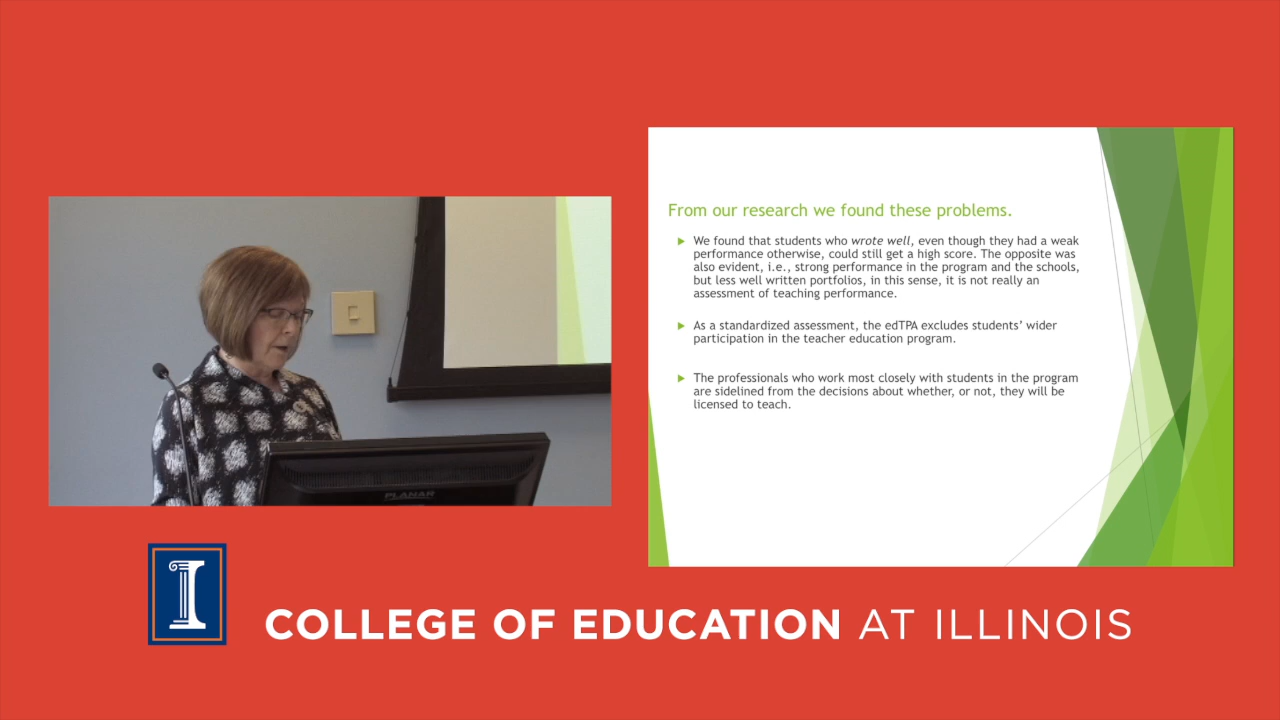 From our research we found these problems.
We found that students who wrote well, even though they had a weak
performance otherwise, could still get a high score. The opposite was
also evident, i.e., strong performance in the program and the schools,
but less well written portfolios, in this sense, it is not really an
assessment of teaching performance.
As a standardized assessment, the edTPA excludes students' wider
participation in the teacher education program.
The professionals who work most closely with students in the program
are sidelined from the decisions about whether, or not, they will be
licensed to teach.
PLANAR
I
COLLEGE OF EDUCATION AT ILLINOIS